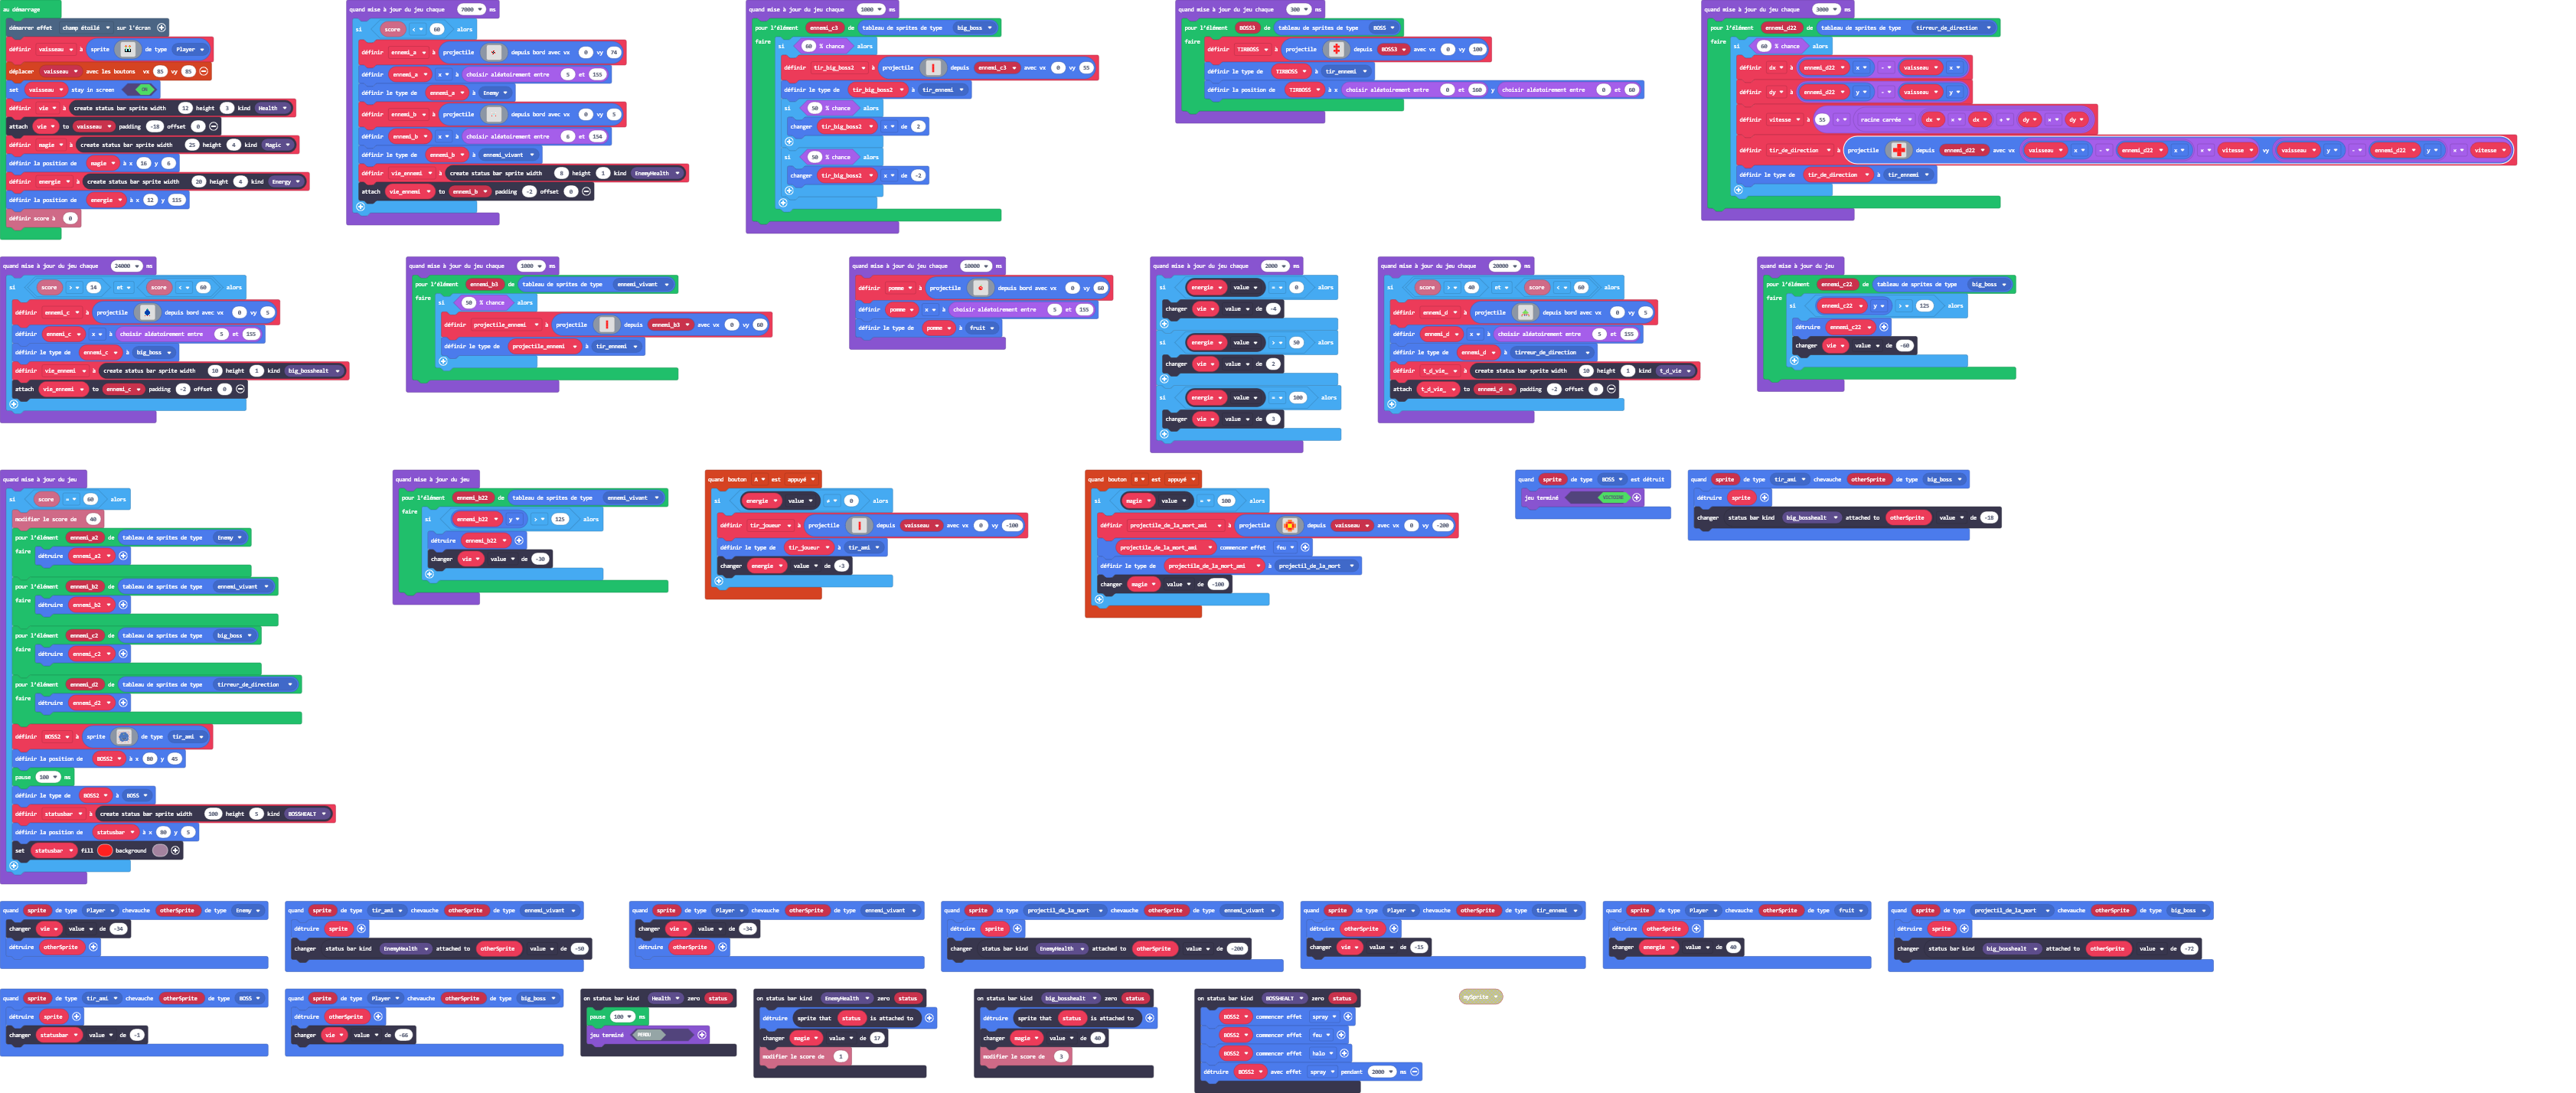 au démarrage
démarrer effet champ étoilé sur l'écran
définir vaisseau à sprite de type Player
déplacer vaisseau avec les boutons vx 85 vy 85
set vaisseau stay in screen ON
définir vie à create status bar sprite width 12 height 3 kind Health
attach vie to vaisseau padding -18 offset 0
définir magie à create status bar sprite width 25 height 4 kind Magic
définir la position de magie à x 16 y 6
définir energie à create status bar sprite width 20 height 4 kind Energy
définir la position de energie à x 12 y 115
définir score à 0
quand mise à jour du jeu chaque 7000 ms
si score < 60 alors
définir ennemi_a à projectile depuis bord avec vx 0 vy 74
définir ennemi_a x à choisir aléatoirement entre 5 et 155
définir le type de ennemi_a à Enemy
définir ennemi_b à projectile depuis bord avec vx 0 vy 5
définir ennemi_b x à choisir aléatoirement entre 6 et 154
définir le type de ennemi_b à ennemi_vivant
définir vie_ennemi à create status bar sprite width 8 height 1 kind EnemyHealth
attach vie_ennemi to ennemi_b padding -2 offset 0
quand mise à jour du jeu chaque 1000 ms
pour l'élément ennemi_c3 de tableau de sprites de type big_boss
faire si 60 % chance alors
définir tir_big_boss2 à projectile depuis ennemi_c3 avec vx 0 vy 55
définir le type de tir_big_boss2 à tir_ennemi
si 50 % chance alors
changer tir_big_boss2 x de 2
si 50 % chance alors
changer tir_big_boss2 x de -2
quand mise à jour du jeu chaque 300 ms
pour l'élément BOSS3 de tableau de sprites de type BOSS
faire définir TIRBOSS à projectile depuis BOSS3 avec vx 0 vy 100
définir le type de TIRBOSS à tir_ennemi
définir la position de TIRBOSS à x choisir aléatoirement entre 0 et 160 y choisir aléatoirement entre 0 et 60
quand mise à jour du jeu chaque 3000 ms
pour l'élément ennemi_d22 de tableau de sprites de type tirreur_de_direction
faire si 60 % chance alors
définir dx à ennemi_d22 x - vaisseau x
définir dy à ennemi_d22 y - vaisseau y
définir vitesse à 55 ÷ racine carrée dx × dx + dy × dy
définir tir_de_direction à projectile depuis ennemi_d22 avec vx vaisseau x - ennemi_d22 x × vitesse vy vaisseau y - ennemi_d22 y × vitesse
définir le type de tir_de_direction à tir_ennemi
quand mise à jour du jeu chaque 24000 ms
si score > 14 et score < 60 alors
définir ennemi_c à projectile depuis bord avec vx 0 vy 5
définir ennemi_c x à choisir aléatoirement entre 5 et 155
définir le type de ennemi_c à big_boss
définir vie_ennemi à create status bar sprite width 10 height 1 kind big_bosshealt
attach vie_ennemi to ennemi_c padding -2 offset 0
quand mise à jour du jeu chaque 1000 ms
pour l'élément ennemi_b3 de tableau de sprites de type ennemi_vivant
faire si 50 % chance alors
définir projectile_ennemi à projectile depuis ennemi_b3 avec vx 0 vy 60
définir le type de projectile_ennemi à tir_ennemi
quand mise à jour du jeu chaque 10000 ms
définir pomme à projectile depuis bord avec vx 0 vy 60
définir pomme x à choisir aléatoirement entre 5 et 155
définir le type de pomme à fruit
quand mise à jour du jeu chaque 2000 ms
si energie value = 0 alors
changer vie value de -4
si energie value > 50 alors
changer vie value de 2
si energie value = 100 alors
changer vie value de 3
quand mise à jour du jeu chaque 20000 ms
si score > 40 et score < 60 alors
définir ennemi_d à projectile depuis bord avec vx 0 vy 5
définir ennemi_d x à choisir aléatoirement entre 5 et 155
définir le type de ennemi_d à tirreur_de_direction
définir t_d_vie_ à create status bar sprite width 10 height 1 kind t_d_vie
attach t_d_vie_ to ennemi_d padding -2 offset 0
quand mise à jour du jeu
pour l'élément ennemi_c22 de tableau de sprites de type big_boss
faire si ennemi_c22 y > 125 alors
détruire ennemi_c22
changer vie value de -60
quand mise à jour du jeu
si score = 60 alors
modifier le score de 40
pour l'élément ennemi_a2 de tableau de sprites de type Enemy
faire détruire ennemi_a2
pour l'élément ennemi_b2 de tableau de sprites de type ennemi_vivant
faire détruire ennemi_b2
pour l'élément ennemi_c2 de tableau de sprites de type big_boss
faire détruire ennemi_c2
pour l'élément ennemi_d2 de tableau de sprites de type tirreur_de_direction
faire détruire ennemi_d2
définir BOSS2 à sprite de type tir_ami
définir la position de BOSS2 à x 80 y 45
pause 100 ms
définir le type de BOSS2 à BOSS
définir statusbar à create status bar sprite width 100 height 5 kind BOSSHEALT
définir la position de statusbar à x 80 y 5
set statusbar fill background
quand mise à jour du jeu
pour l'élément ennemi_b22 de tableau de sprites de type ennemi_vivant
faire si ennemi_b22 y > 125 alors
détruire ennemi_b22
changer vie value de -30
quand bouton A est appuyé
si energie value ≠ 0 alors
définir tir_joueur à projectile depuis vaisseau avec vx 0 vy -100
définir le type de tir_joueur à tir_ami
changer energie value de -3
quand bouton B est appuyé
si magie value = 100 alors
définir projectile_de_la_mort_ami à projectile depuis vaisseau avec vx 0 vy -200
projectile_de_la_mort_ami commencer effet feu
définir le type de projectile_de_la_mort_ami à projectil_de_la_mort
changer magie value de -100
quand sprite de type BOSS est détruit
jeu terminé VICTOIRE
quand sprite de type tir_ami chevauche otherSprite de type big_boss
détruire sprite
changer status bar kind big_bosshealt attached to otherSprite value de -18
quand sprite de type Player chevauche otherSprite de type Enemy
changer vie value de -34
détruire otherSprite
quand sprite de type tir_ami chevauche otherSprite de type ennemi_vivant
détruire sprite
changer status bar kind EnemyHealth attached to otherSprite value de -50
quand sprite de type Player chevauche otherSprite de type ennemi_vivant
changer vie value de -34
détruire otherSprite
quand sprite de type projectil_de_la_mort chevauche otherSprite de type ennemi_vivant
détruire sprite
changer status bar kind EnemyHealth attached to otherSprite value de -200
quand sprite de type Player chevauche otherSprite de type tir_ennemi
détruire otherSprite
changer vie value de -15
quand sprite de type Player chevauche otherSprite de type fruit
détruire otherSprite
changer energie value de 40
quand sprite de type projectil_de_la_mort chevauche otherSprite de type big_boss
détruire sprite
changer status bar kind big_bosshealt attached to otherSprite value de -72
quand sprite de type tir_ami chevauche otherSprite de type BOSS
détruire sprite
changer statusbar value de -1
quand sprite de type Player chevauche otherSprite de type big_boss
détruire otherSprite
changer vie value de -66
on status bar kind Health zero status
pause 100 ms
jeu terminé PERDU
on status bar kind EnemyHealth zero status
détruire sprite that status is attached to
changer magie value de 17
modifier le score de 1
on status bar kind big_bosshealt zero status
détruire sprite that status is attached to
changer magie value de 40
modifier le score de 3
on status bar kind BOSSHEALT zero status
BOSS2 commencer effet spray
BOSS2 commencer effet feu
BOSS2 commencer effet halo
détruire BOSS2 avec effet spray pendant 2000 ms
mySprite